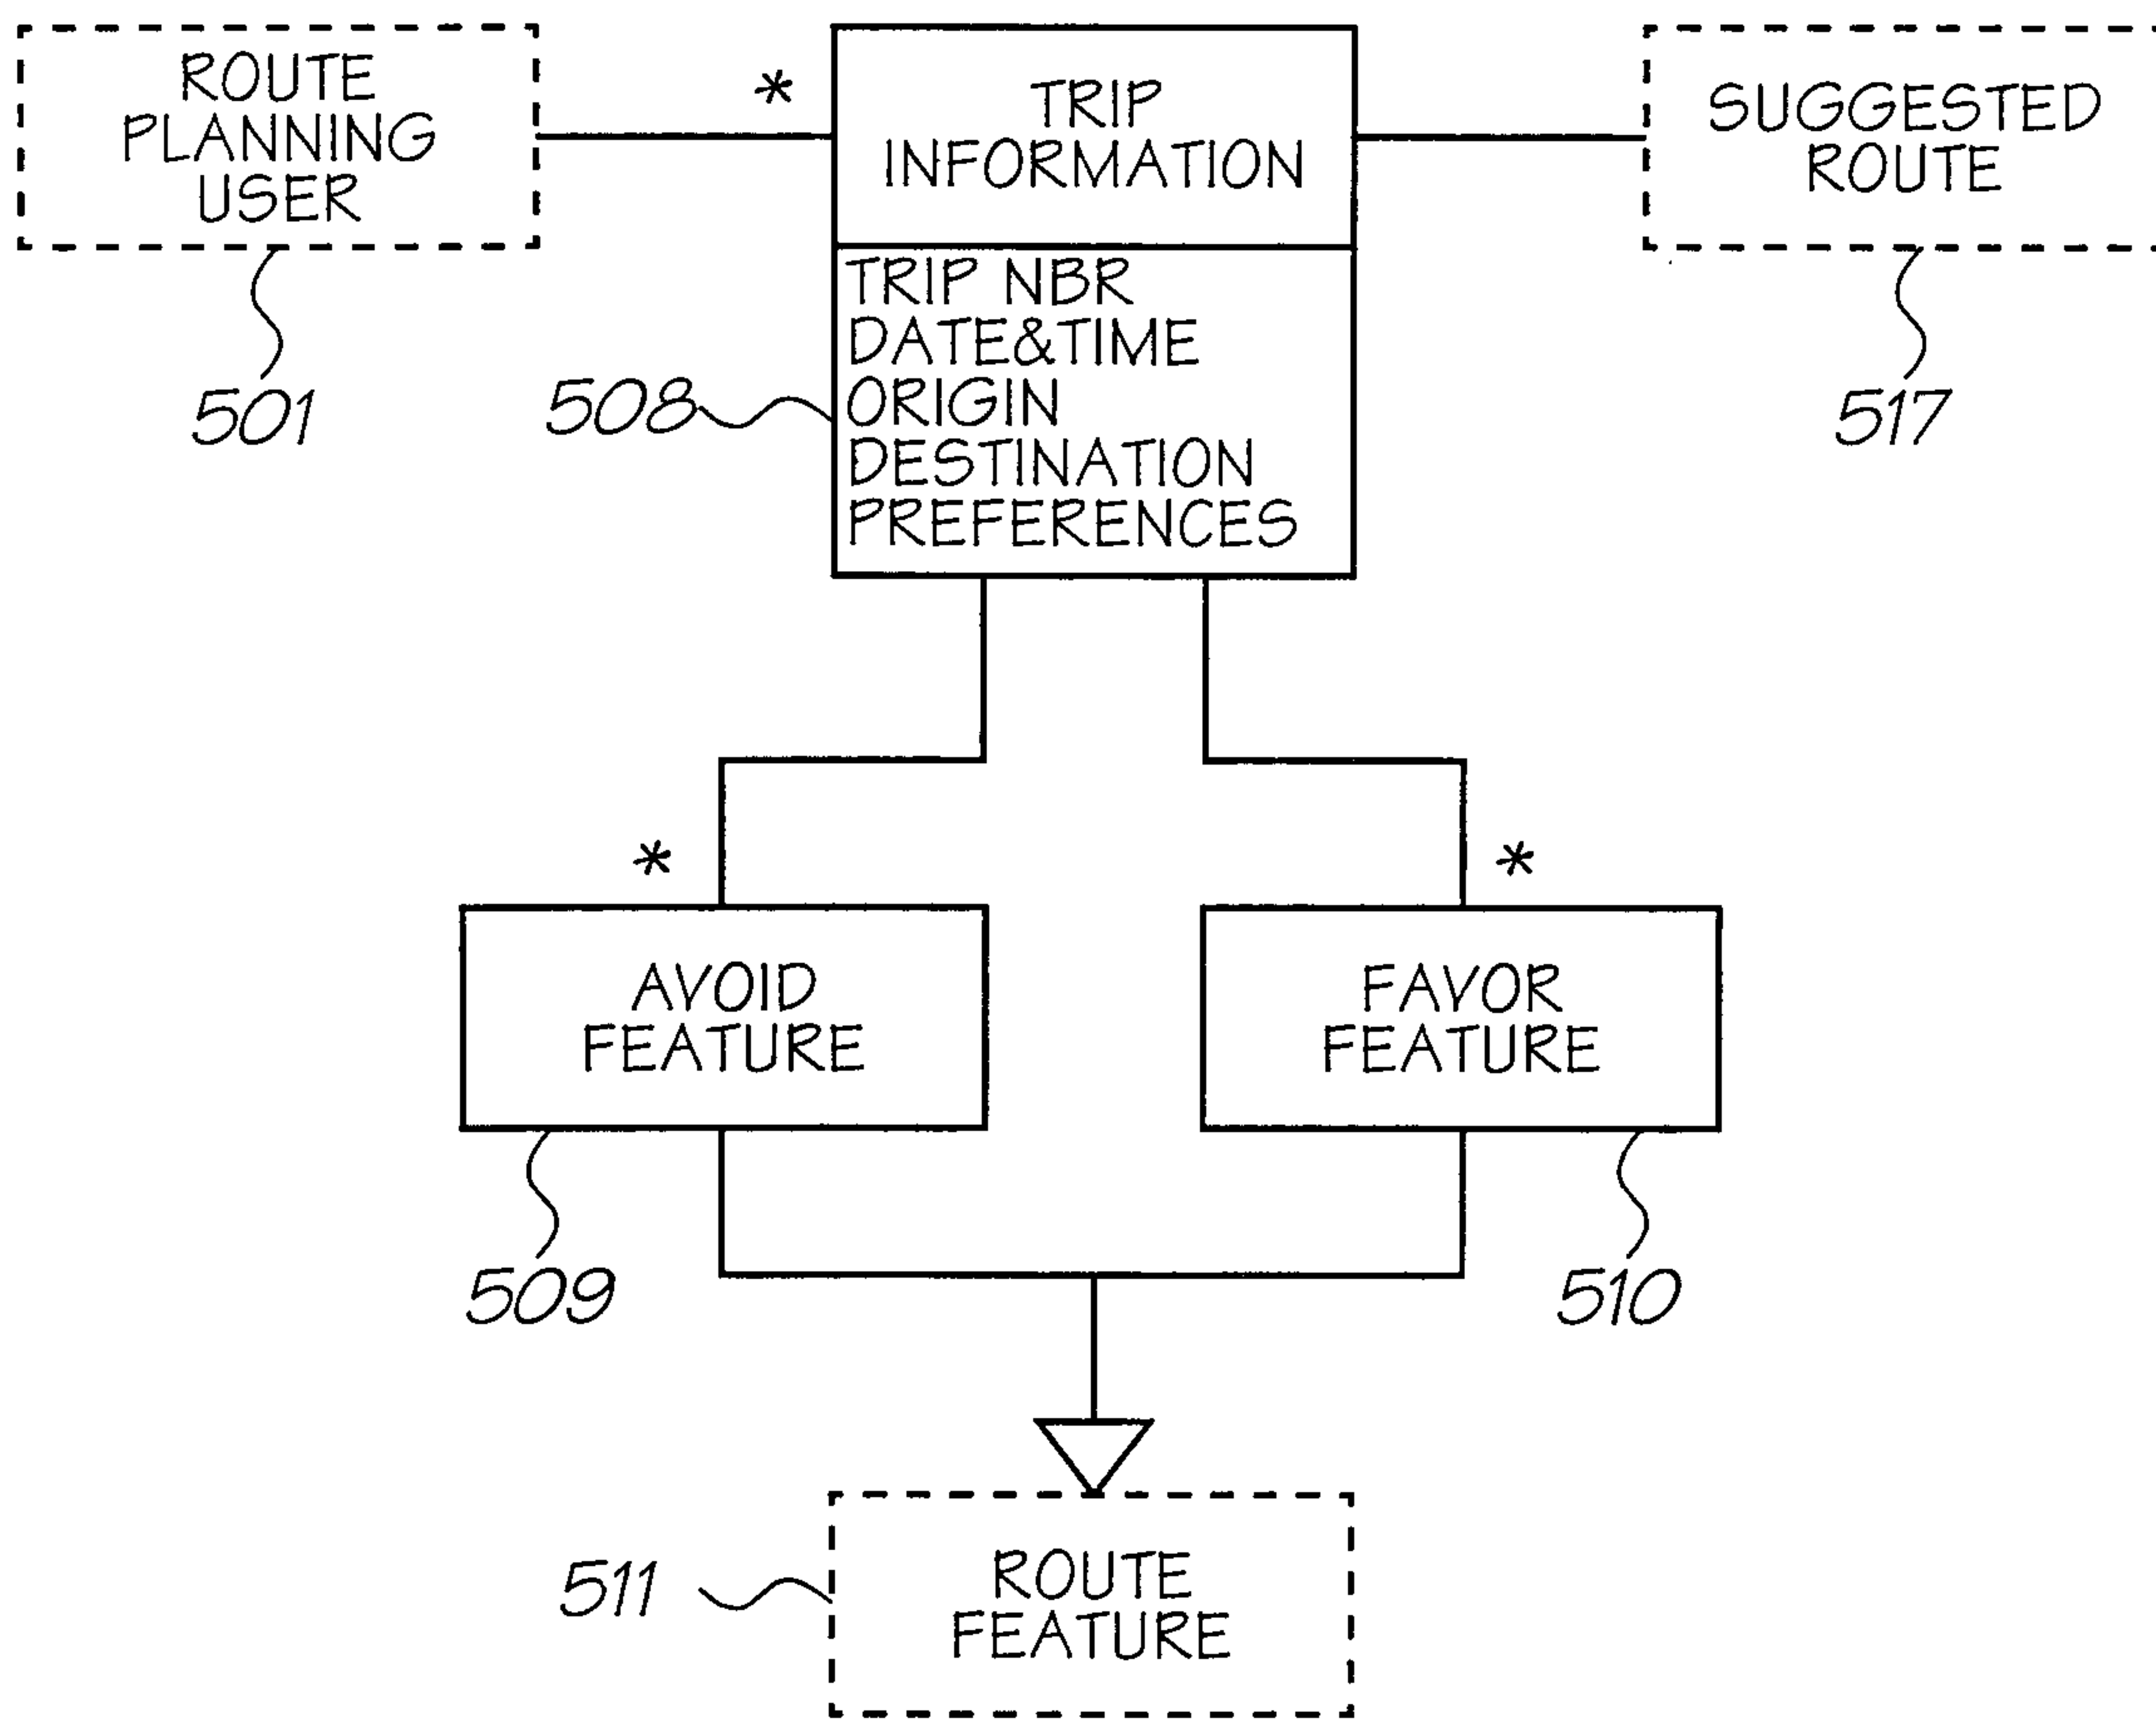 ROUTE
PLANNING
USER
*
TRIP
INFORMATION
SUGGESTED
ROUTE
TRIP NBR
DATE&TIME
ORIGIN
DESTINATION
PREFERENCES
501
508
517
*
*
AVOID
FEATURE
FAVOR
FEATURE
509
510
511
ROUTE
FEATURE